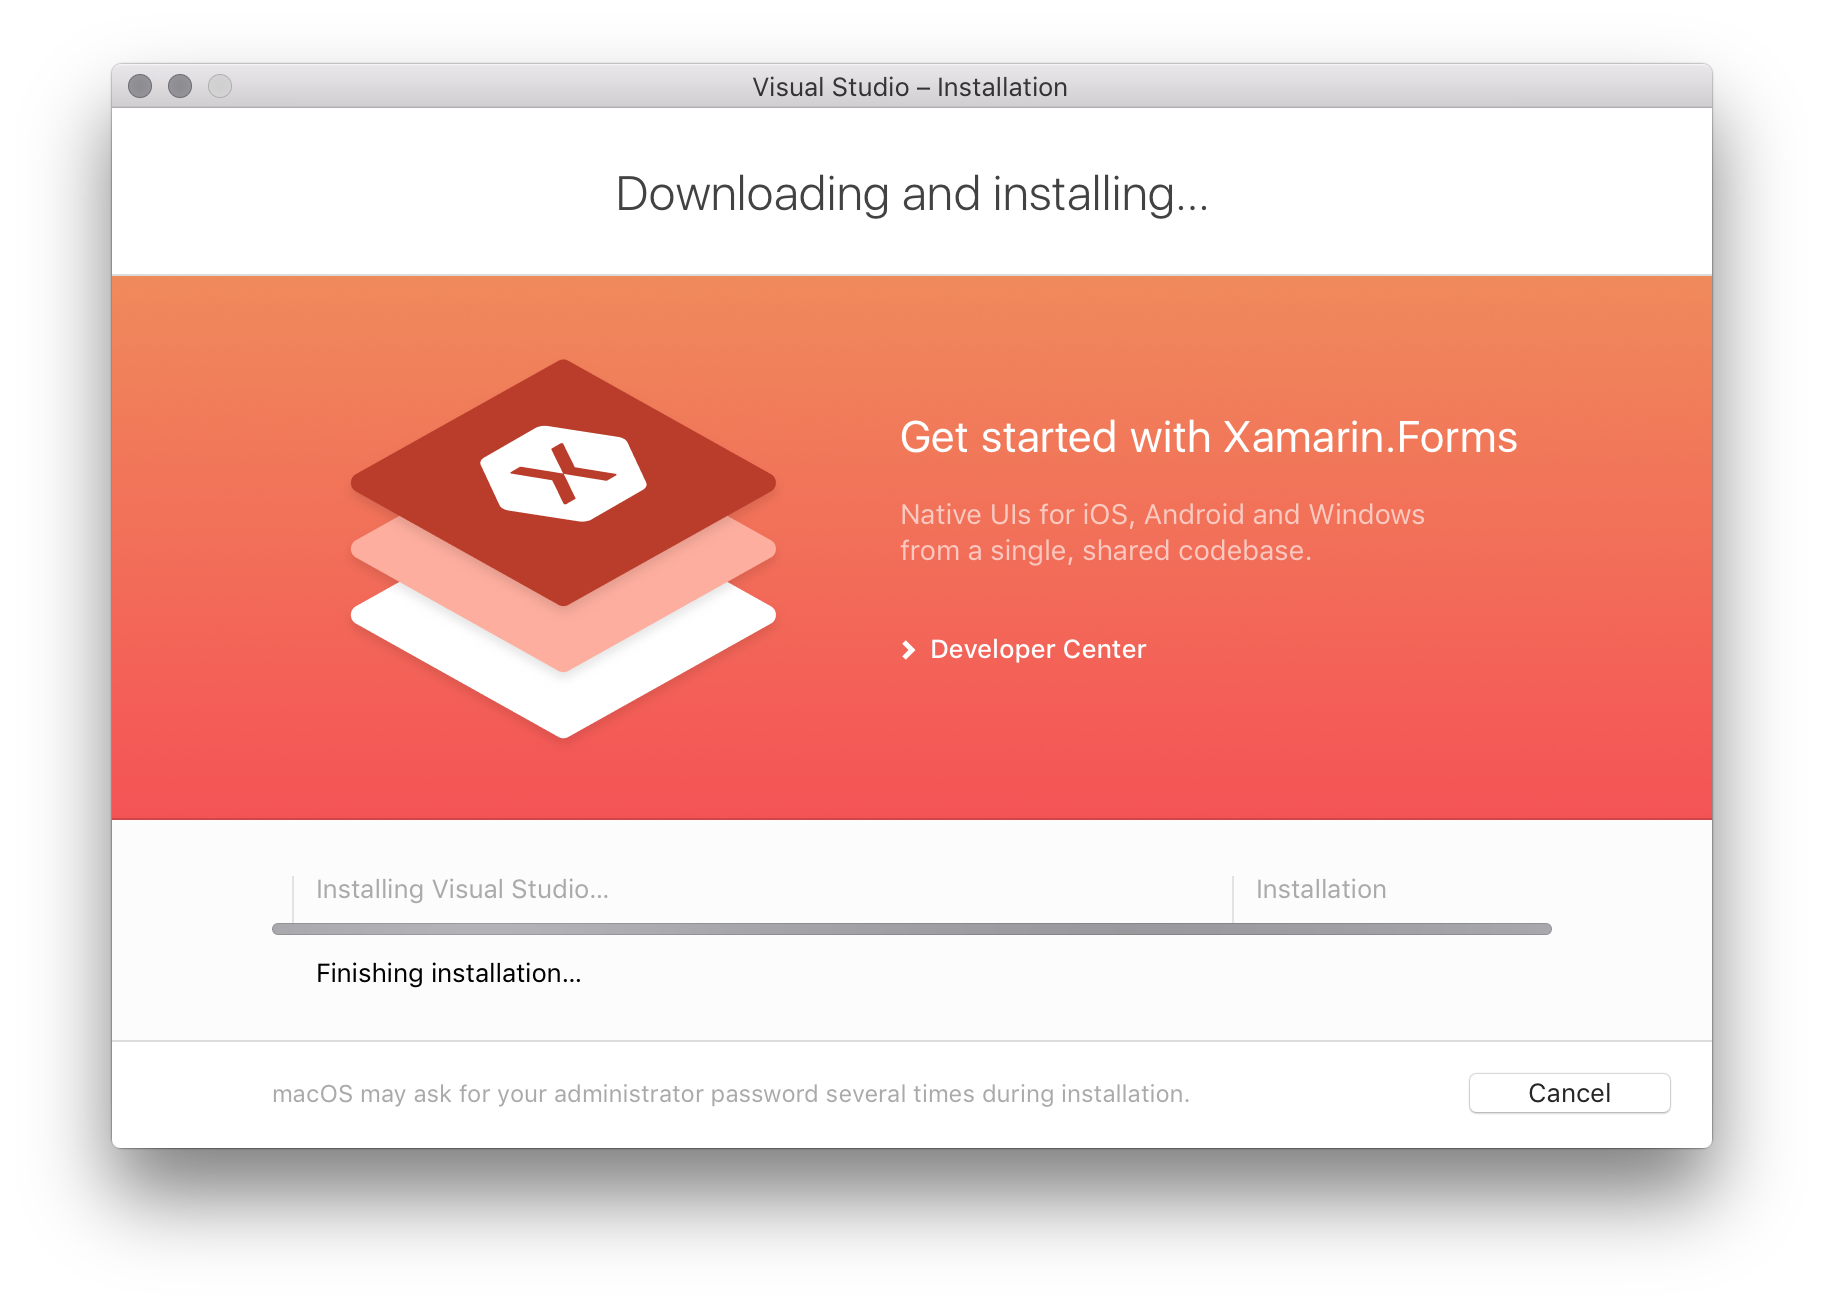 Visual Studio – Installation
Downloading and installing...
Get started with Xamarin.Forms
Native UIs for iOS, Android and Windows
from a single, shared codebase.
Developer Center
Installing Visual Studio...
Installation
Finishing installation...
macOS may ask for your administrator password several times during installation.
Cancel